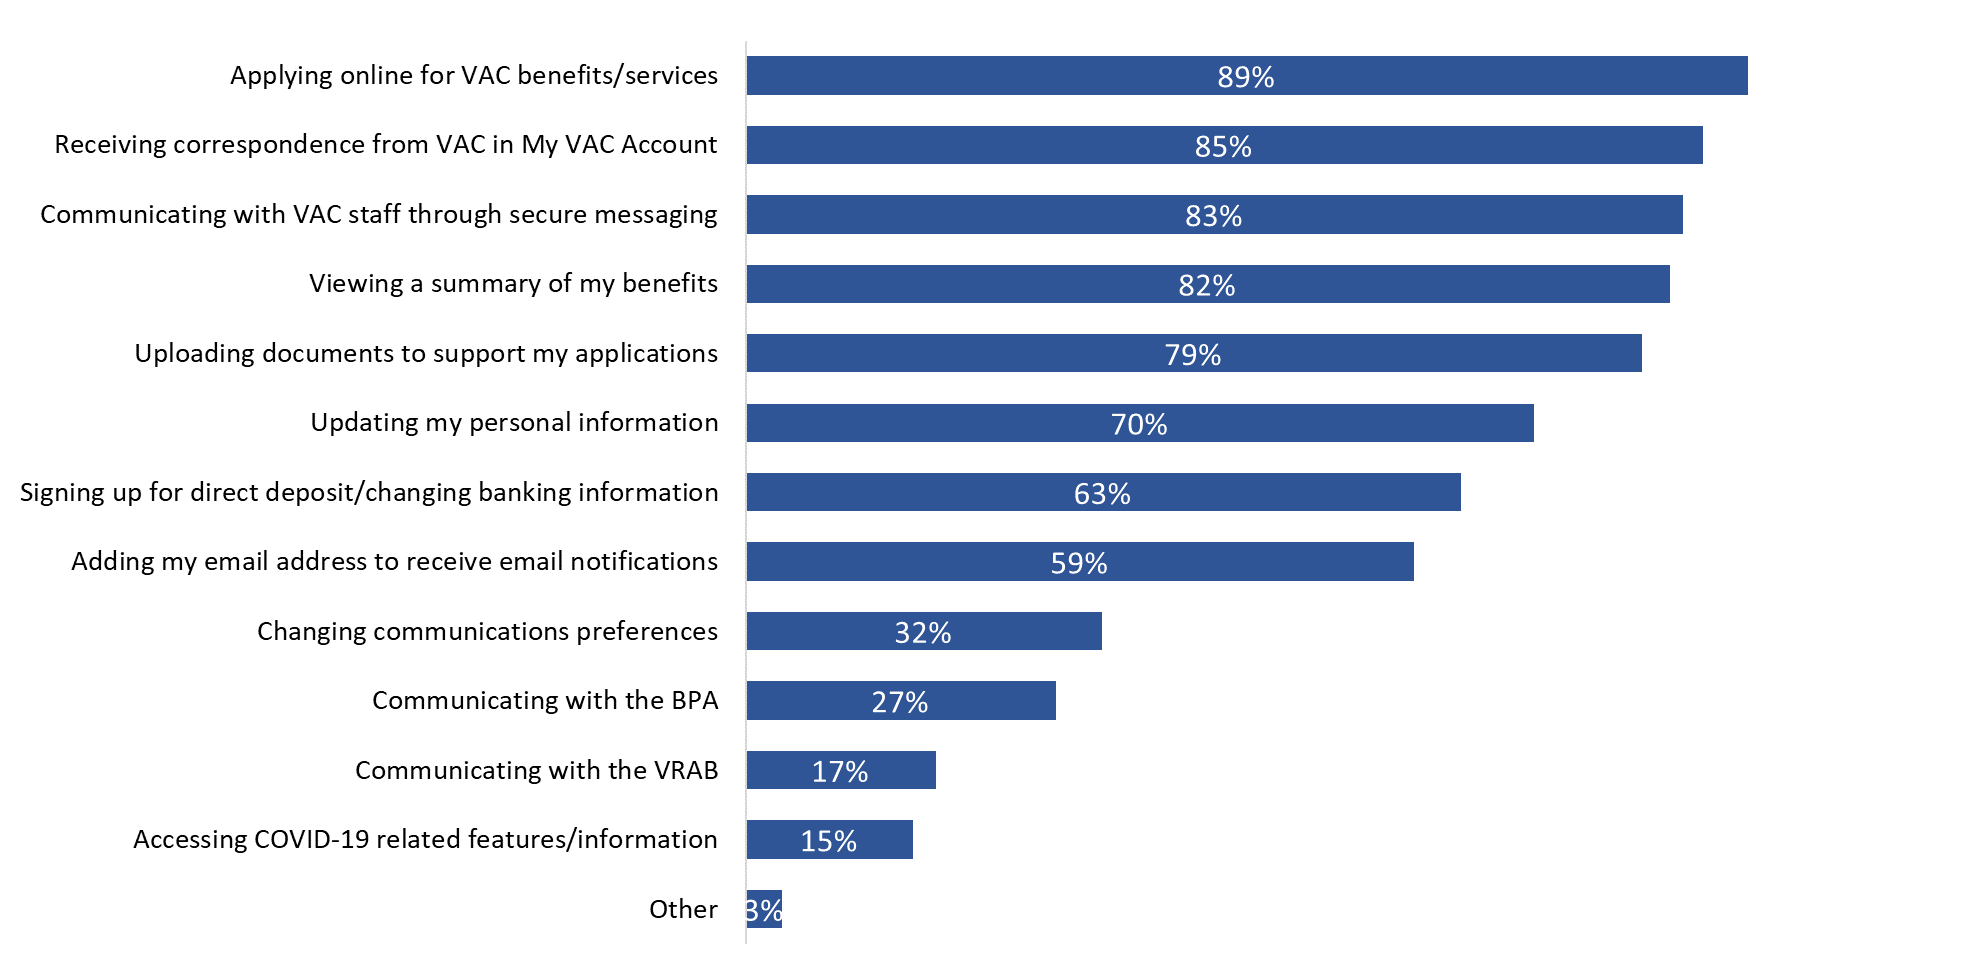 Applying online for VAC benefits/services 89%
Receiving correspondence from VAC in My VAC Account 85%
Communicating with VAC staff through secure messaging 83%
Viewing a summary of my benefits 82%
Uploading documents to support my applications 79%
Updating my personal information 70%
Signing up for direct deposit/changing banking information 63%
Adding my email address to receive email notifications 59%
Changing communications preferences 32%
Communicating with the BPA 27%
Communicating with the VRAB 17%
Accessing COVID-19 related features/information 15%
Other 3%